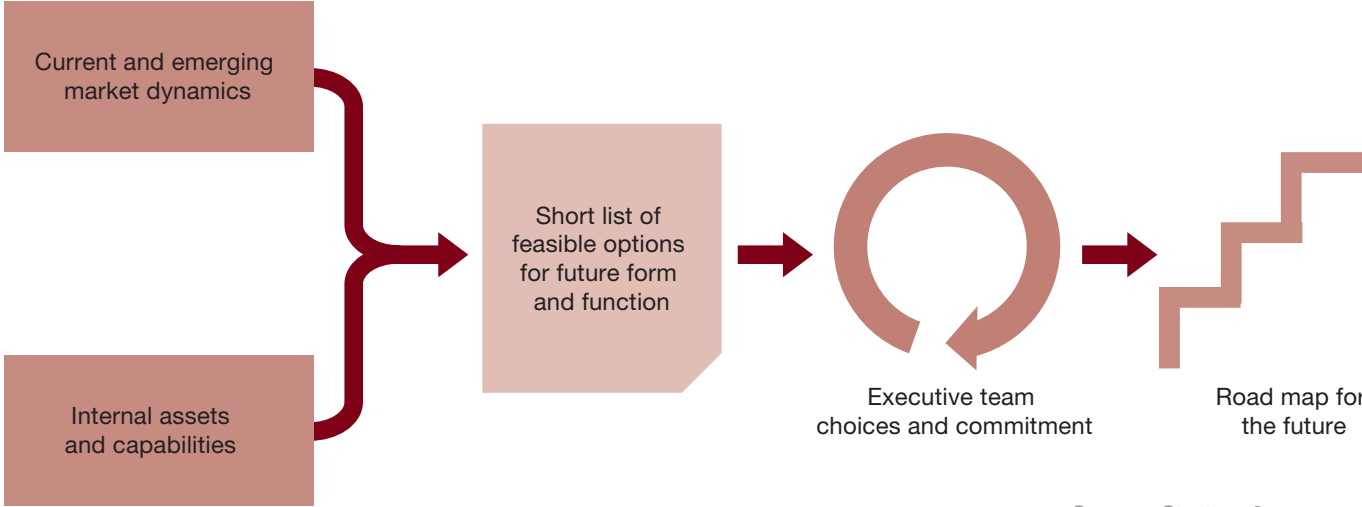 Current and emerging
market dynamics
Short list of
feasible options
for future form
and function
Internal assets
and capabilities
Executive team
choices and commitment
Road map for
the future